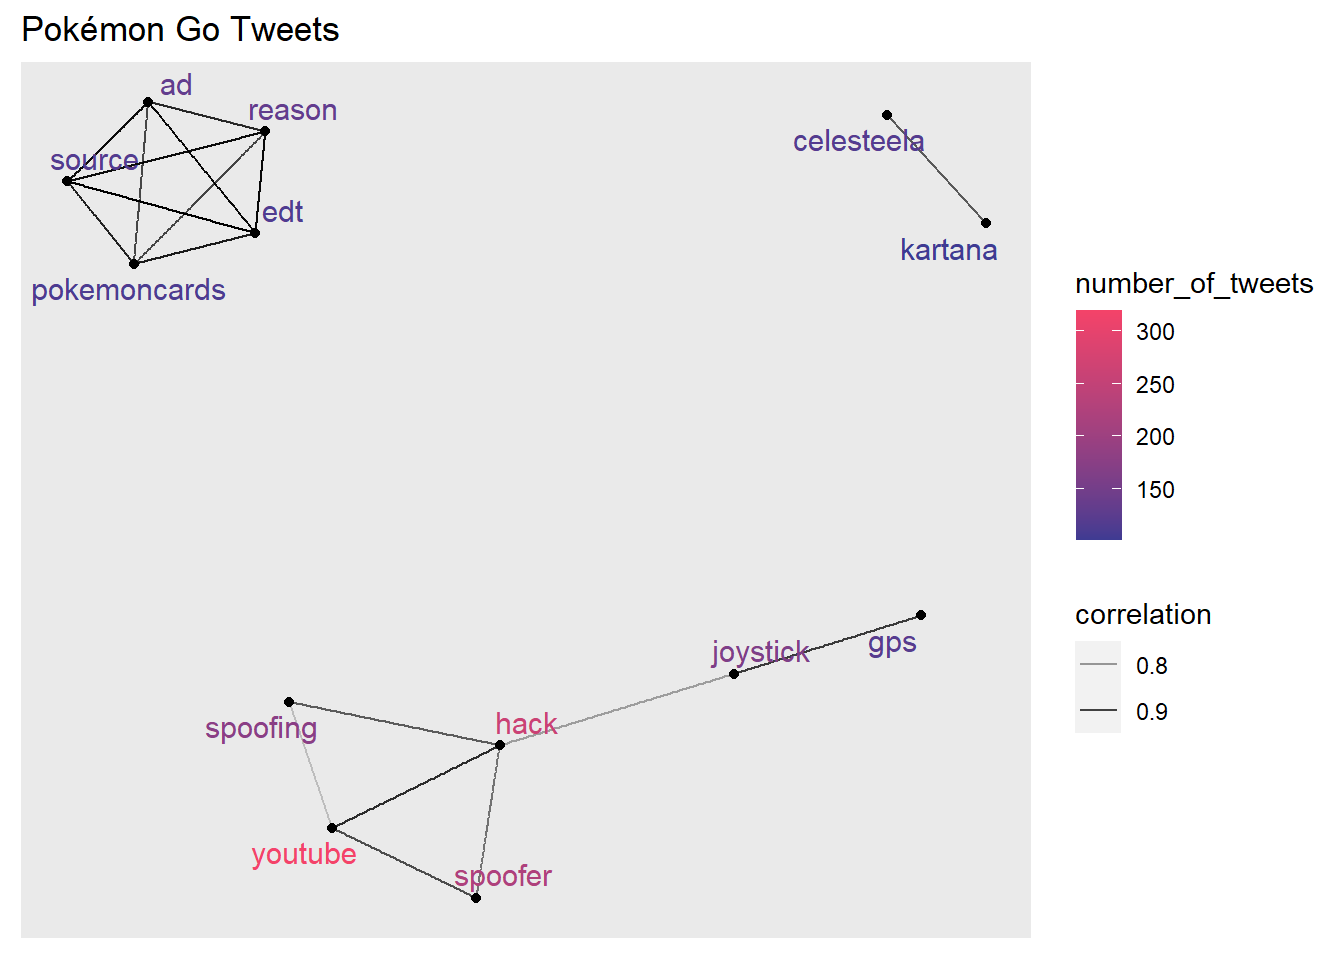 Pokémon Go Tweets
ad
reason
source
edt
pokemoncards
celesteela
kartana
joystick
gps
hack
spoofing
youtube
spoofer
number_of_tweets
300
250
200
150
correlation
0.8
0.9